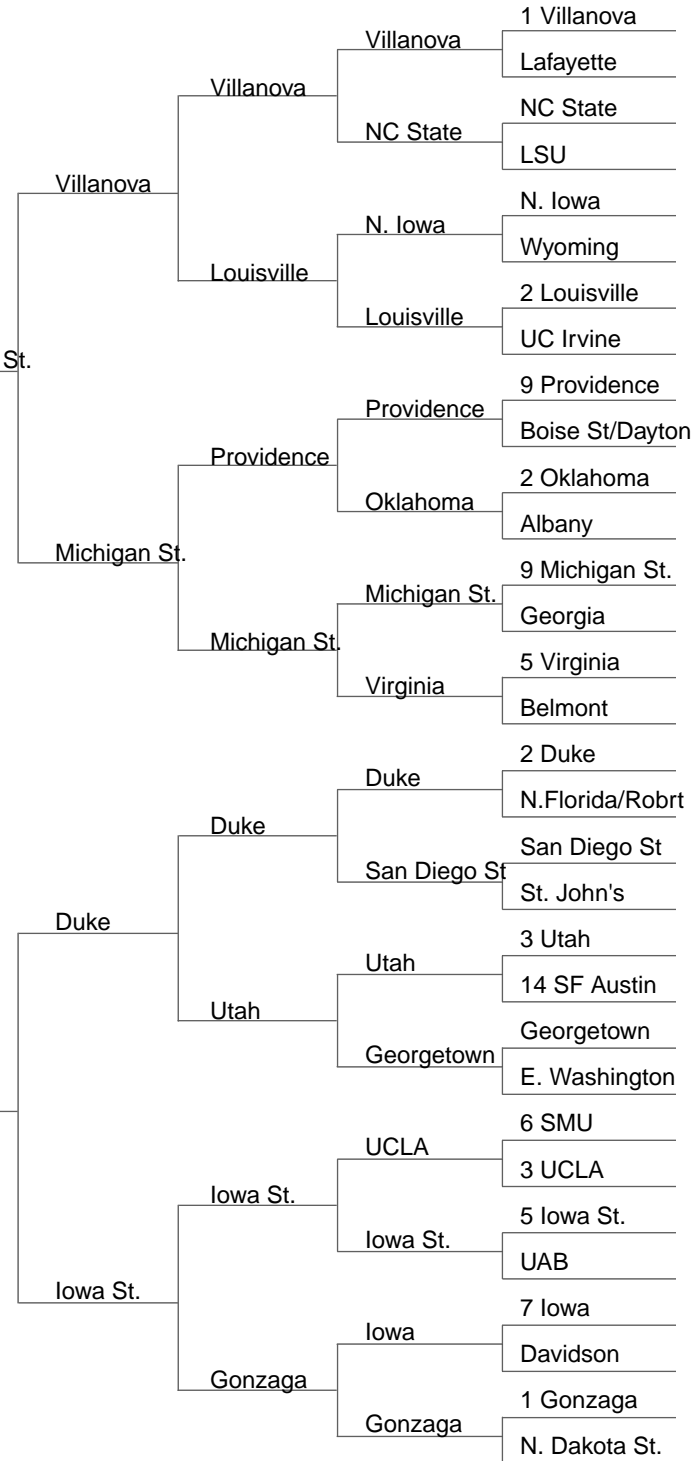 1 Villanova
Villanova
Lafayette
Villanova
NC State
NC State
LSU
Villanova
N. Iowa
N. Iowa
Wyoming
Louisville
2 Louisville
Louisville
UC Irvine
St.
9 Providence
Providence
Boise St/Dayton
Providence
2 Oklahoma
Oklahoma
Albany
Michigan St.
9 Michigan St.
Michigan St.
Georgia
Michigan St.
5 Virginia
Virginia
Belmont
2 Duke
Duke
N.Florida/Robrt
Duke
San Diego St
San Diego St
St. John's
Duke
3 Utah
Utah
14 SF Austin
Utah
Georgetown
Georgetown
E. Washington
6 SMU
UCLA
3 UCLA
Iowa St.
5 Iowa St.
Iowa St.
UAB
Iowa St.
7 Iowa
Iowa
Davidson
Gonzaga
1 Gonzaga
Gonzaga
N. Dakota St.